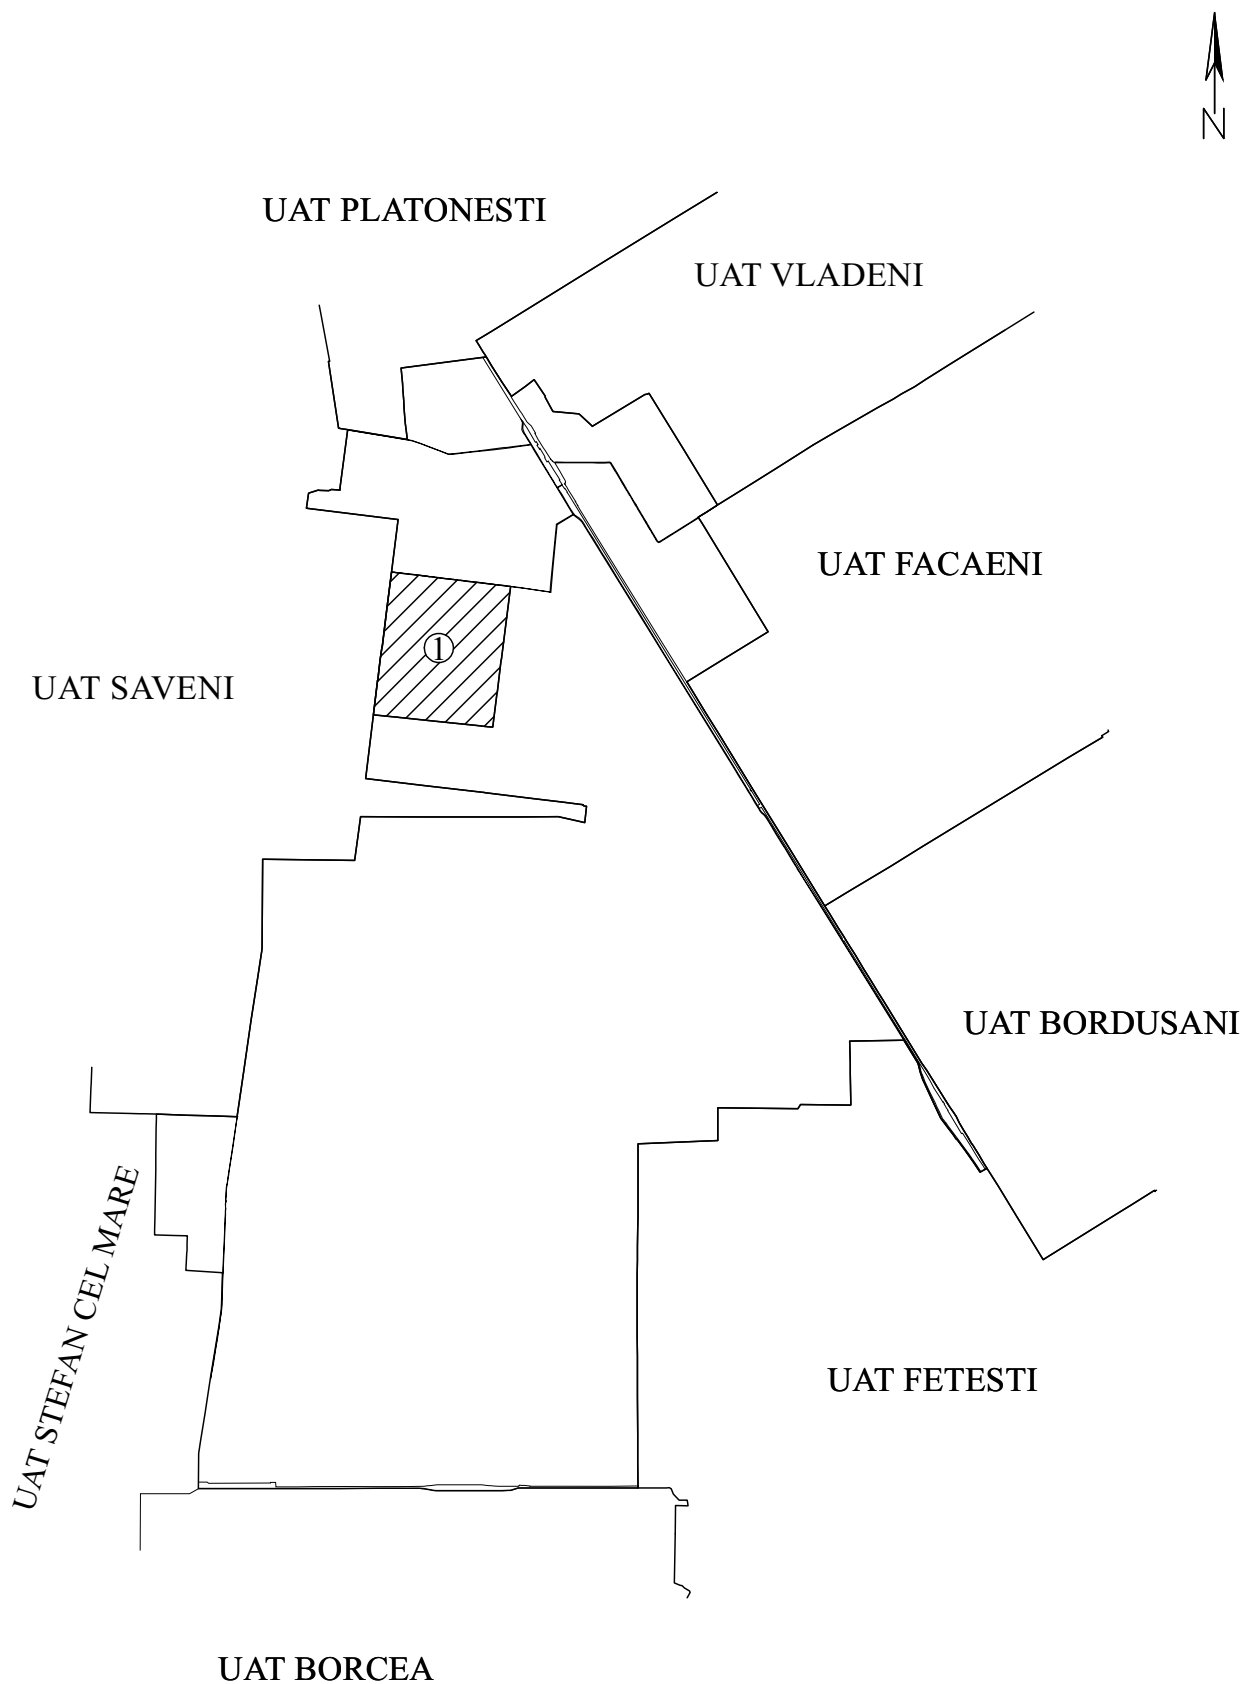 N
UAT PLATONESTI
UAT VLADENI
UAT FACAENI
1
UAT SAVENI
UAT BORDUSANI
UAT STEFAN CEL MARE
UAT FETESTI
UAT BORCEA